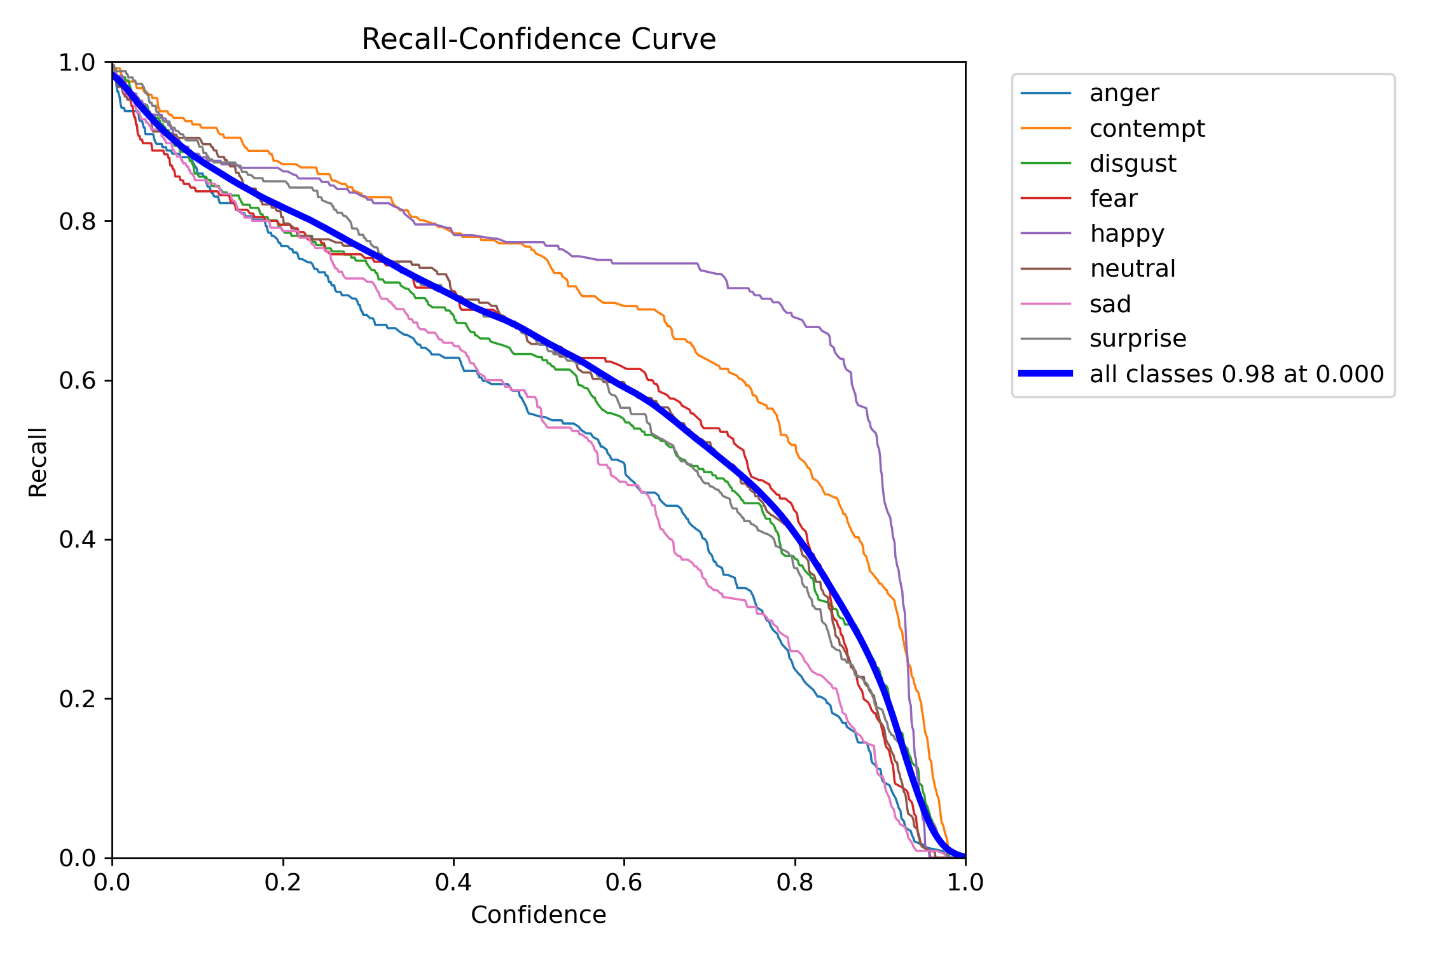 Recall-Confidence Curve
1.0
0.8
0.6
0.4
0.2
0.0
Recall
0.0 0.2 0.4 0.6 0.8 1.0
Confidence
anger
contempt
disgust
fear
happy
neutral
sad
surprise
all classes 0.98 at 0.000